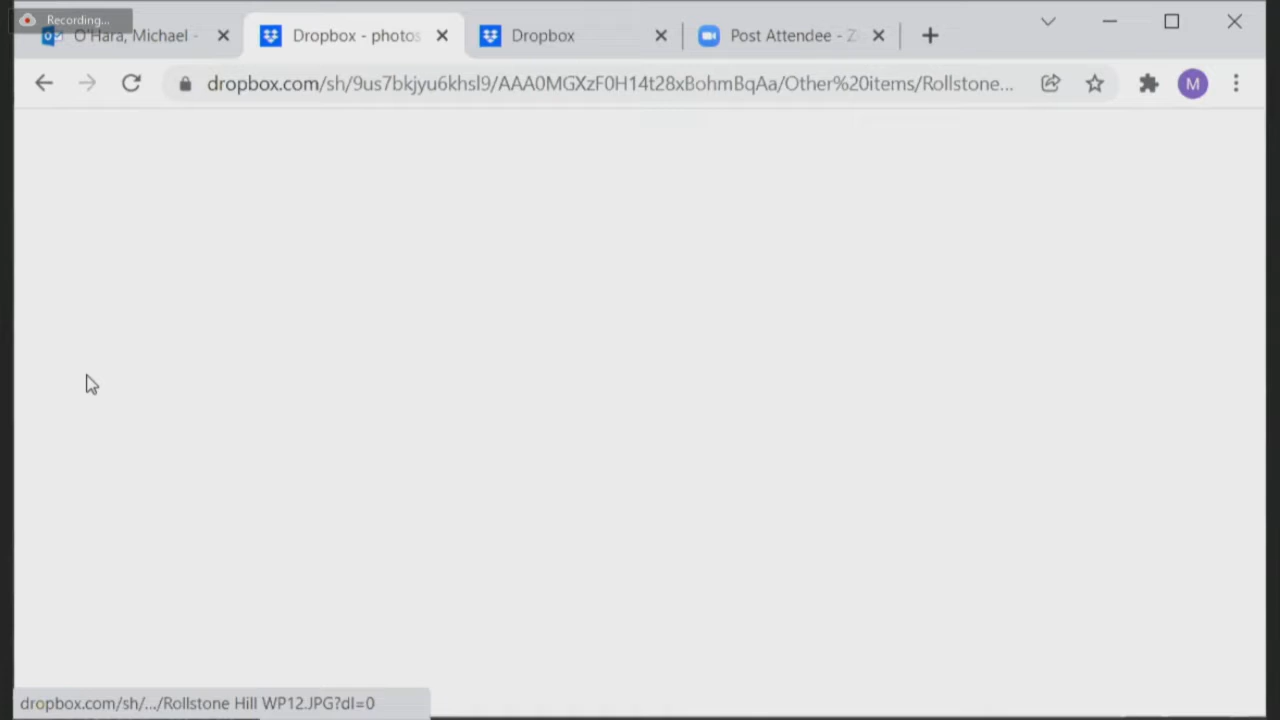 Recording...
O'Hara, Michael -
Dropbox - photos
Dropbox
Post Attendee - Z
dropbox.com/sh/9us7bkjyu6khsl9/AAA0MGXzF0H14t28xBohmBqAa/Other%20items/Rollstone...
M
dropbox.com/sh/.../Rollstone Hill WP12.JPG?dl=0